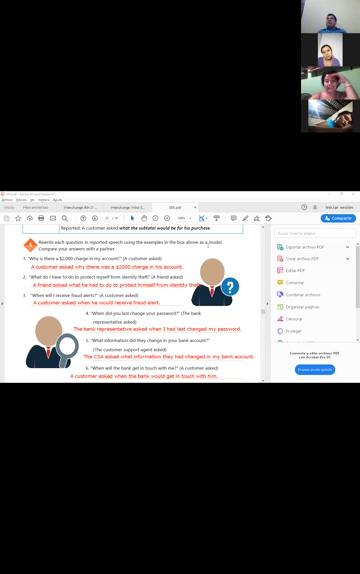 Inicio
Herramientas
Interchange 4th D...
Interchange Intro S...
Iniciar sesión
Compartir
Reported: A customer asked what the subtotal would be for his purchase.
Rewrite each question in reported speech using the examples in the box above as a model.
Compare your answers with a partner.
1. "Why is there a $2,000 charge in my account?" (A customer asked)
A customer asked why there was a $2000 charge in his account.
2. "What do I have to do to protect myself from identity theft? (A friend asked)
A friend asked what he had to do to protect himself from identity
3. "When will I receive fraud alerts?" (A customer asked)
A customer asked when he would receive fraud alert.
4. "When did you last change your password?" (The bank
representative asked)
The bank representative asked when I had last changed my password.
5. "What information did they change in your bank account?"
(The customer support agent asked)
The CSA asked what information they had changed in my bank account.
6. "When will the bank get in touch with me?" (A customer asked)
A customer asked when the bank would get in touch with him.
Exportar archivo PDF
Crear archivo PDF
Editar PDF
Comentar
Combinar archivos
Organizar páginas
Censurar
Proteger